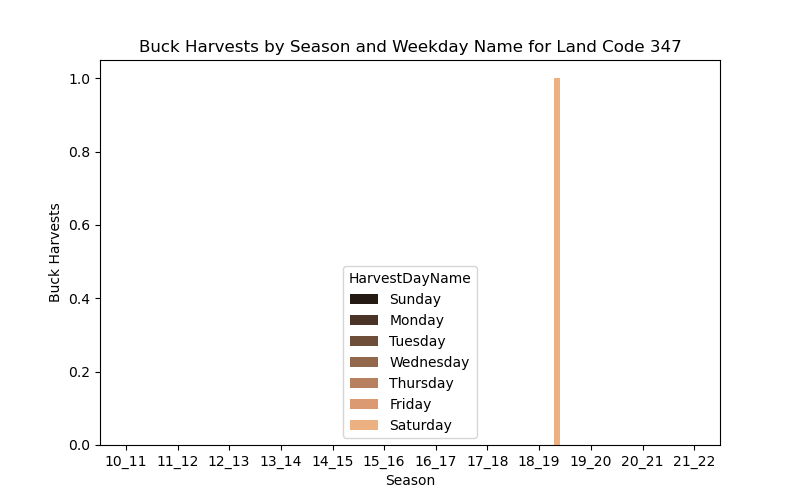 Buck Harvests by Season and Weekday Name for Land Code 347
1.0
0.8
0.6
0.4
0.2
0.0
Buck Harvests
HarvestDayName
Sunday
Monday
Tuesday
Wednesday
Thursday
Friday
Saturday
10_11 11_12 12_13 13_14 14_15 15_16 16_17 17_18 18_19 19_20 20_21 21_22
Season